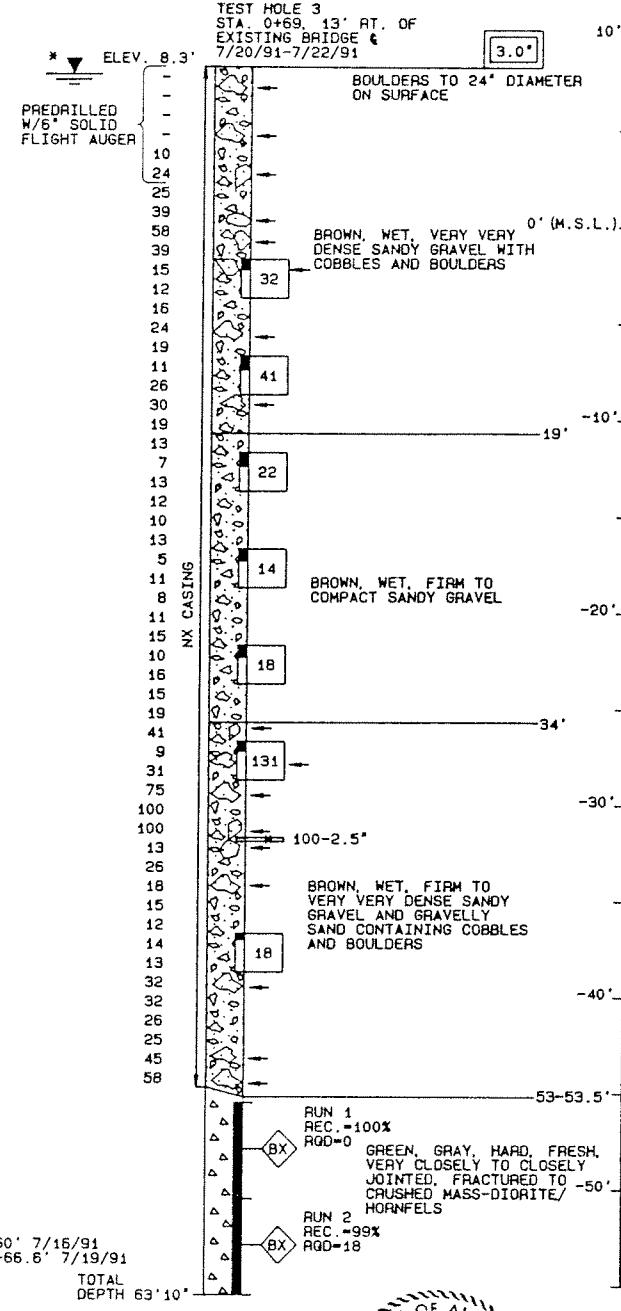 TEST HOLE 3
STA. 0+69, 13' RT. OF
EXISTING BRIDGE ℄
7/20/91-7/22/91
3.0"
10'
* ELEV. 8.3'
BOULDERS TO 24" DIAMETER
ON SURFACE
PREDRILLED
W/6" SOLID
FLIGHT AUGER
-
-
-
-
10
24
25
39
58
39
15
12
16
24
19
11
26
30
19
13
7
13
12
10
13
5
11
8
11
15
10
16
15
19
41
9
31
75
100
100
13
26
18
15
12
14
13
32
32
26
25
45
58
NX CASING
0' (M.S.L.)
BROWN, WET, VERY VERY
DENSE SANDY GRAVEL WITH
COBBLES AND BOULDERS
32
41
-10'
19'
22
14
BROWN, WET, FIRM TO
COMPACT SANDY GRAVEL
-20'
18
34'
131
-30'
100-2.5"
BROWN, WET, FIRM TO
VERY VERY DENSE SANDY
GRAVEL AND GRAVELLY
SAND CONTAINING COBBLES
AND BOULDERS
18
-40'
53-53.5'
RUN 1
REC.=100%
RQD=0
BX
GREEN, GRAY, HARD, FRESH,
VERY CLOSELY TO CLOSELY
JOINTED, FRACTURED TO
CRUSHED MASS-DIORITE/
HORNFELS
-50'
RUN 2
REC.=99%
RQD=18
BX
60' 7/16/91
-66.6' 7/19/91
TOTAL
DEPTH 63'10"
OF